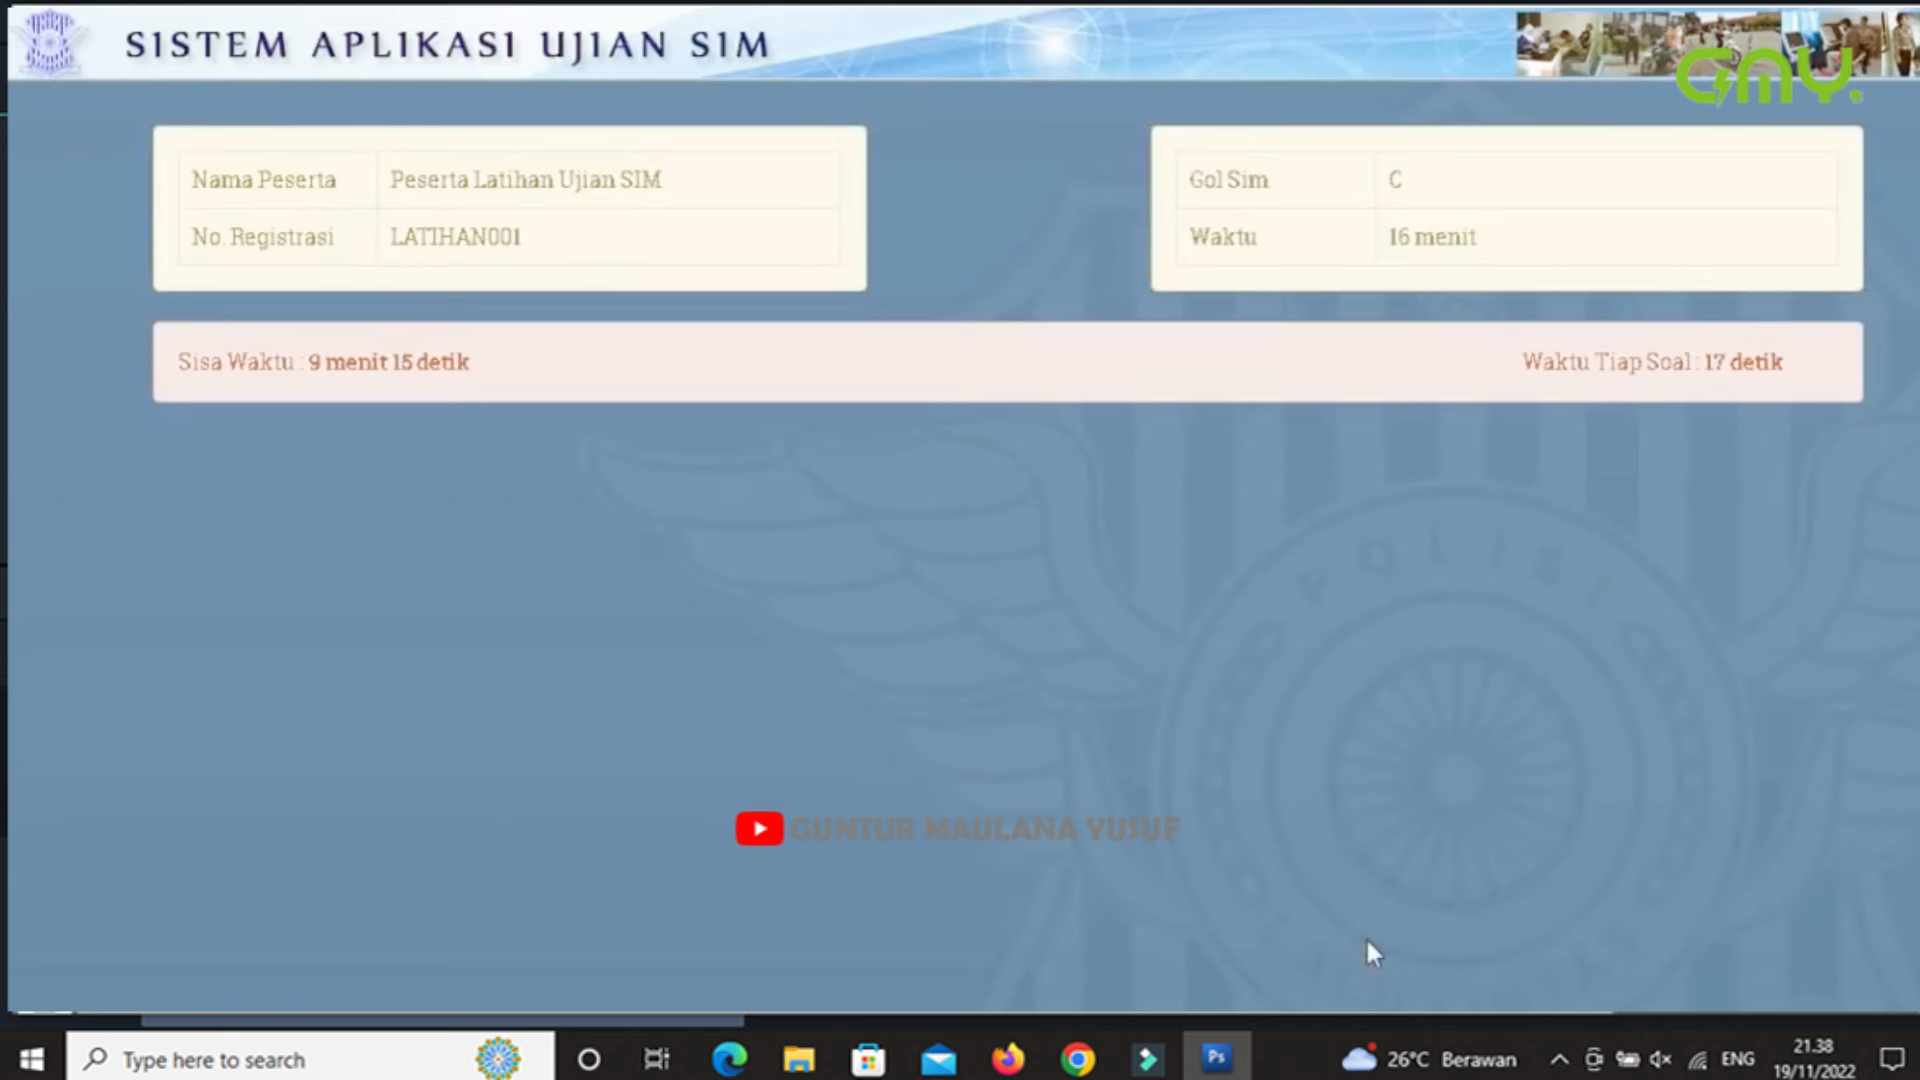 SISTEM APLIKASI UJIAN SIM
GMY.
Nama Peserta Peserta Latihan Ujian SIM
No. Registrasi LATIHAN001
Gol Sim C
Waktu 16 menit
Sisa Waktu : 9 menit 15 detik
Waktu Tiap Soal : 17 detik
POLISI
GUNTUR MAULANA YUSUF
Type here to search
Ps
26°C Berawan
ENG
21.38
19/11/2022